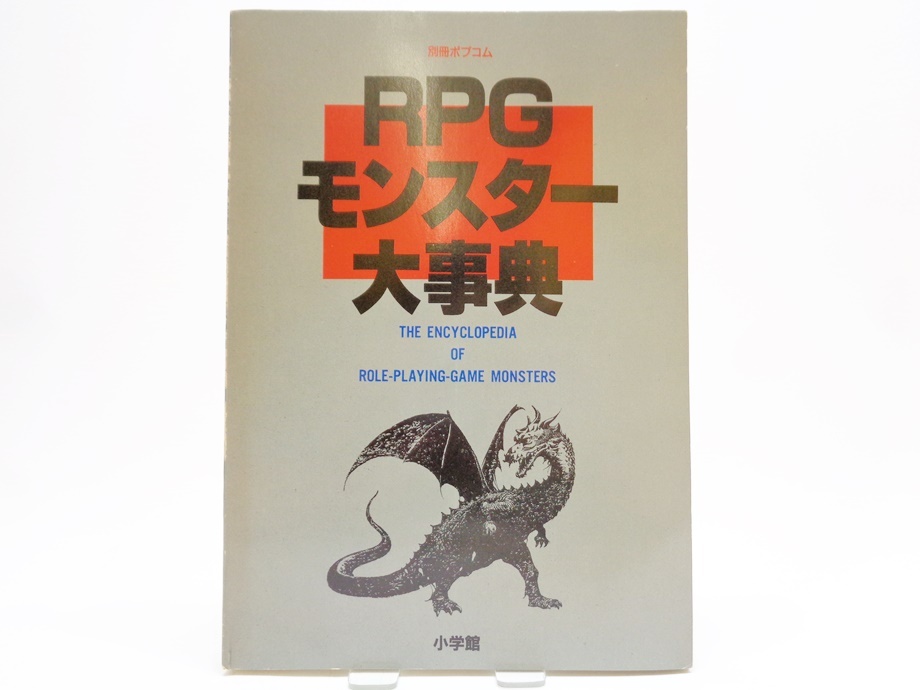 別冊ポプコム
RPG
モンスター
大事典
THE ENCYCLOPEDIA
OF
ROLE-PLAYING-GAME MONSTERS
小学館